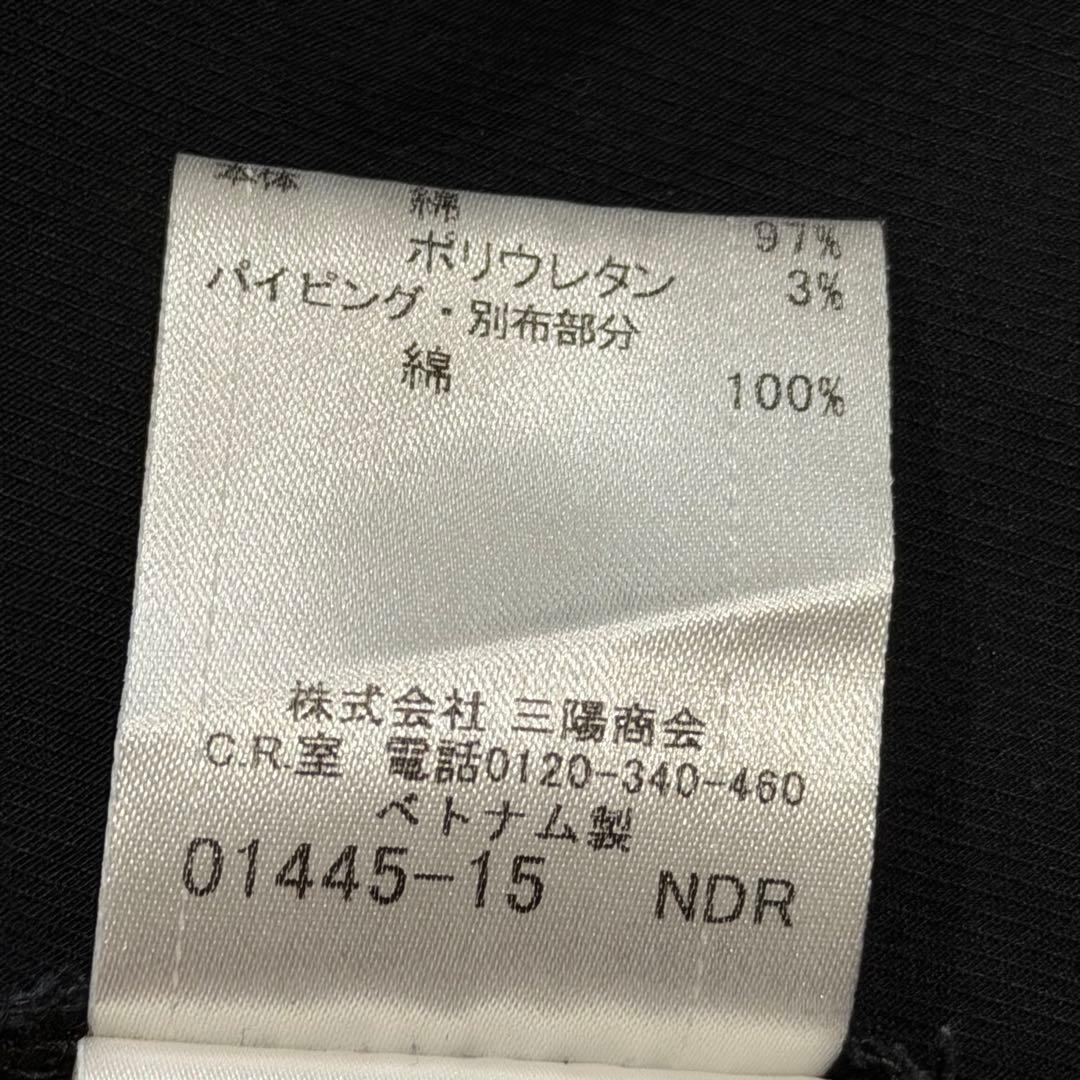 本体
綿 97%
ポリウレタン 3%
パイピング・別布部分
綿 100%
株式会社 三陽商会
C.R.室 電話0120-340-460
ベトナム製
01445-15 NDR